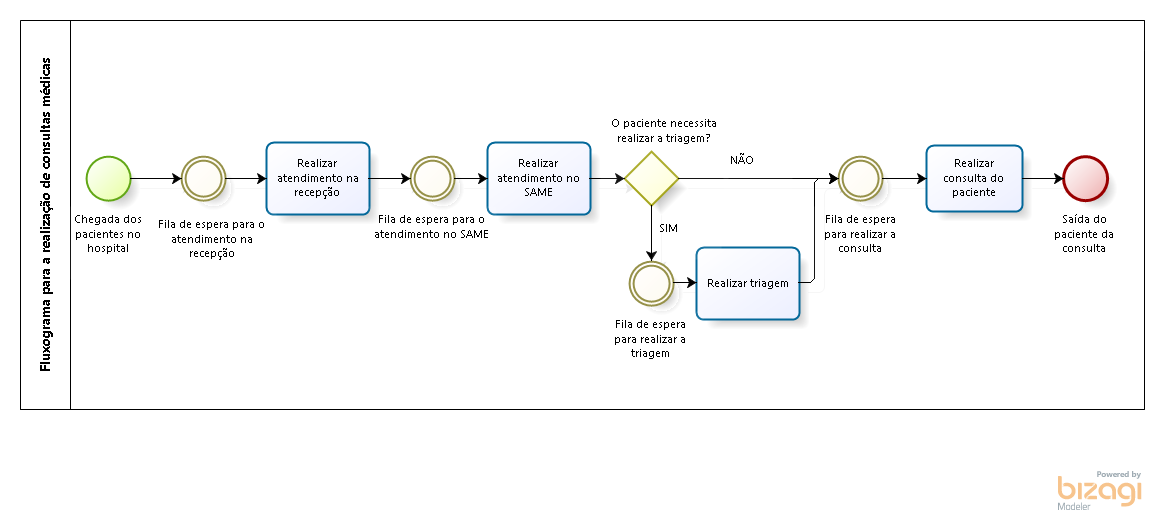 Fluxograma para a realização de consultas médicas
Chegada dos
pacientes no
hospital
Fila de espera para o
atendimento na
recepção
Realizar
atendimento na
recepção
Fila de espera para o
atendimento no SAME
Realizar
atendimento no
SAME
O paciente necessita
realizar a triagem?
NÃO
SIM
Fila de espera
para realizar a
triagem
Realizar triagem
Fila de espera
para realizar a
consulta
Realizar
consulta do
paciente
Saída do
paciente da
consulta
Powered by
bizagi
Modeler